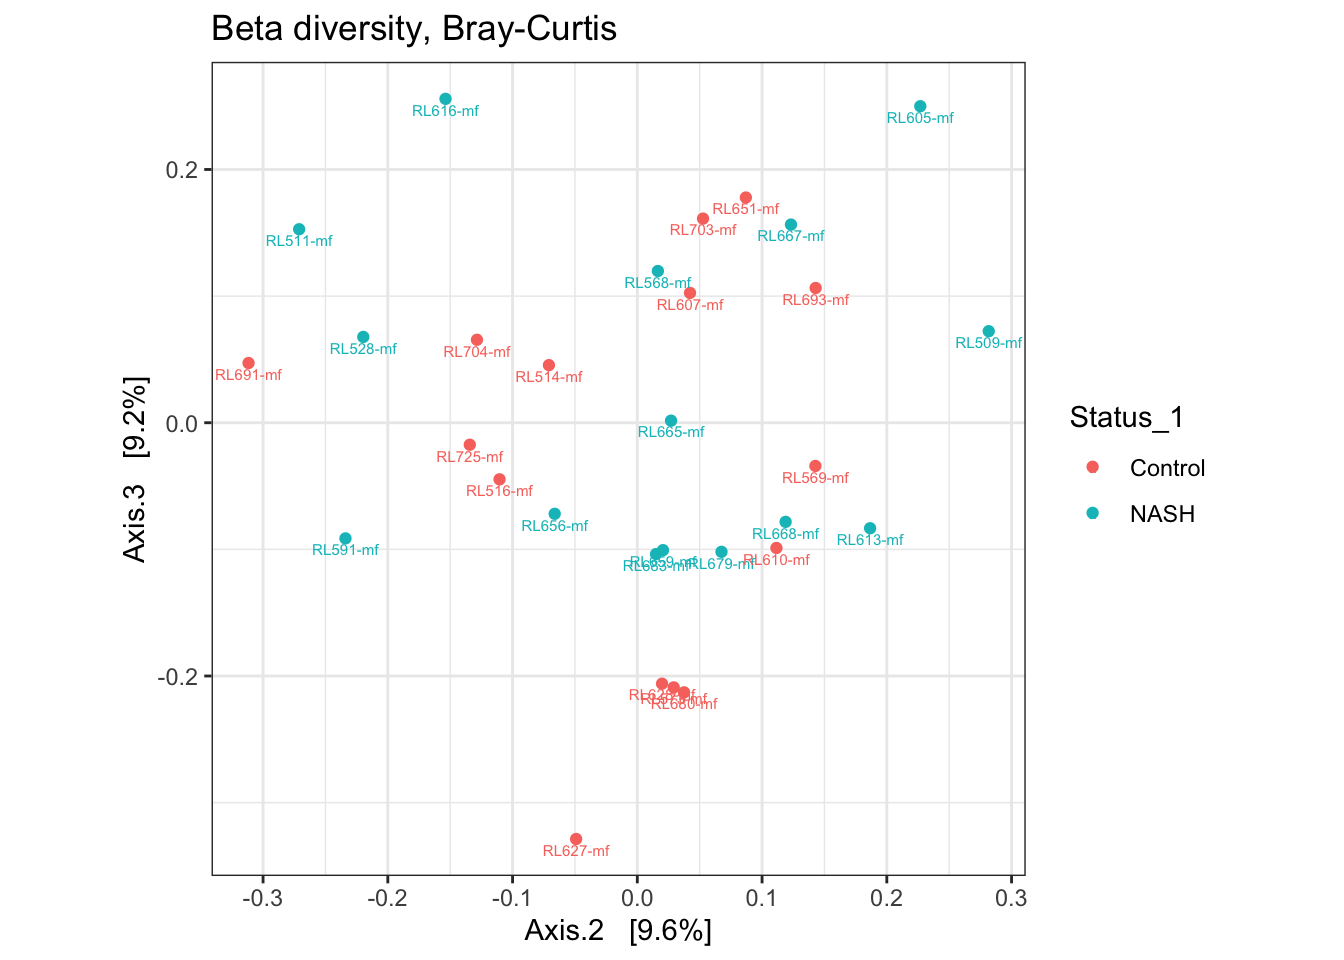 Beta diversity, Bray-Curtis
RL616-mf
RL605-mf
0.2
RL651-mf
RL703-mf
RL667-mf
RL511-mf
RL568-mf
RL607-mf
RL693-mf
RL509-mf
RL528-mf
RL704-mf
RL691-mf
RL514-mf
Axis.3 [9.2%]
Status_1
0.0
RL665-mf
RL725-mf
RL569-mf
Control
RL516-mf
RL656-mf
RL668-mf
NASH
RL613-mf
RL591-mf
RL679-mf
RL610-mf
-0.2
RL680-mf
RL627-mf
-0.3
-0.2
-0.1
0.0
0.1
0.2
0.3
Axis.2 [9.6%]